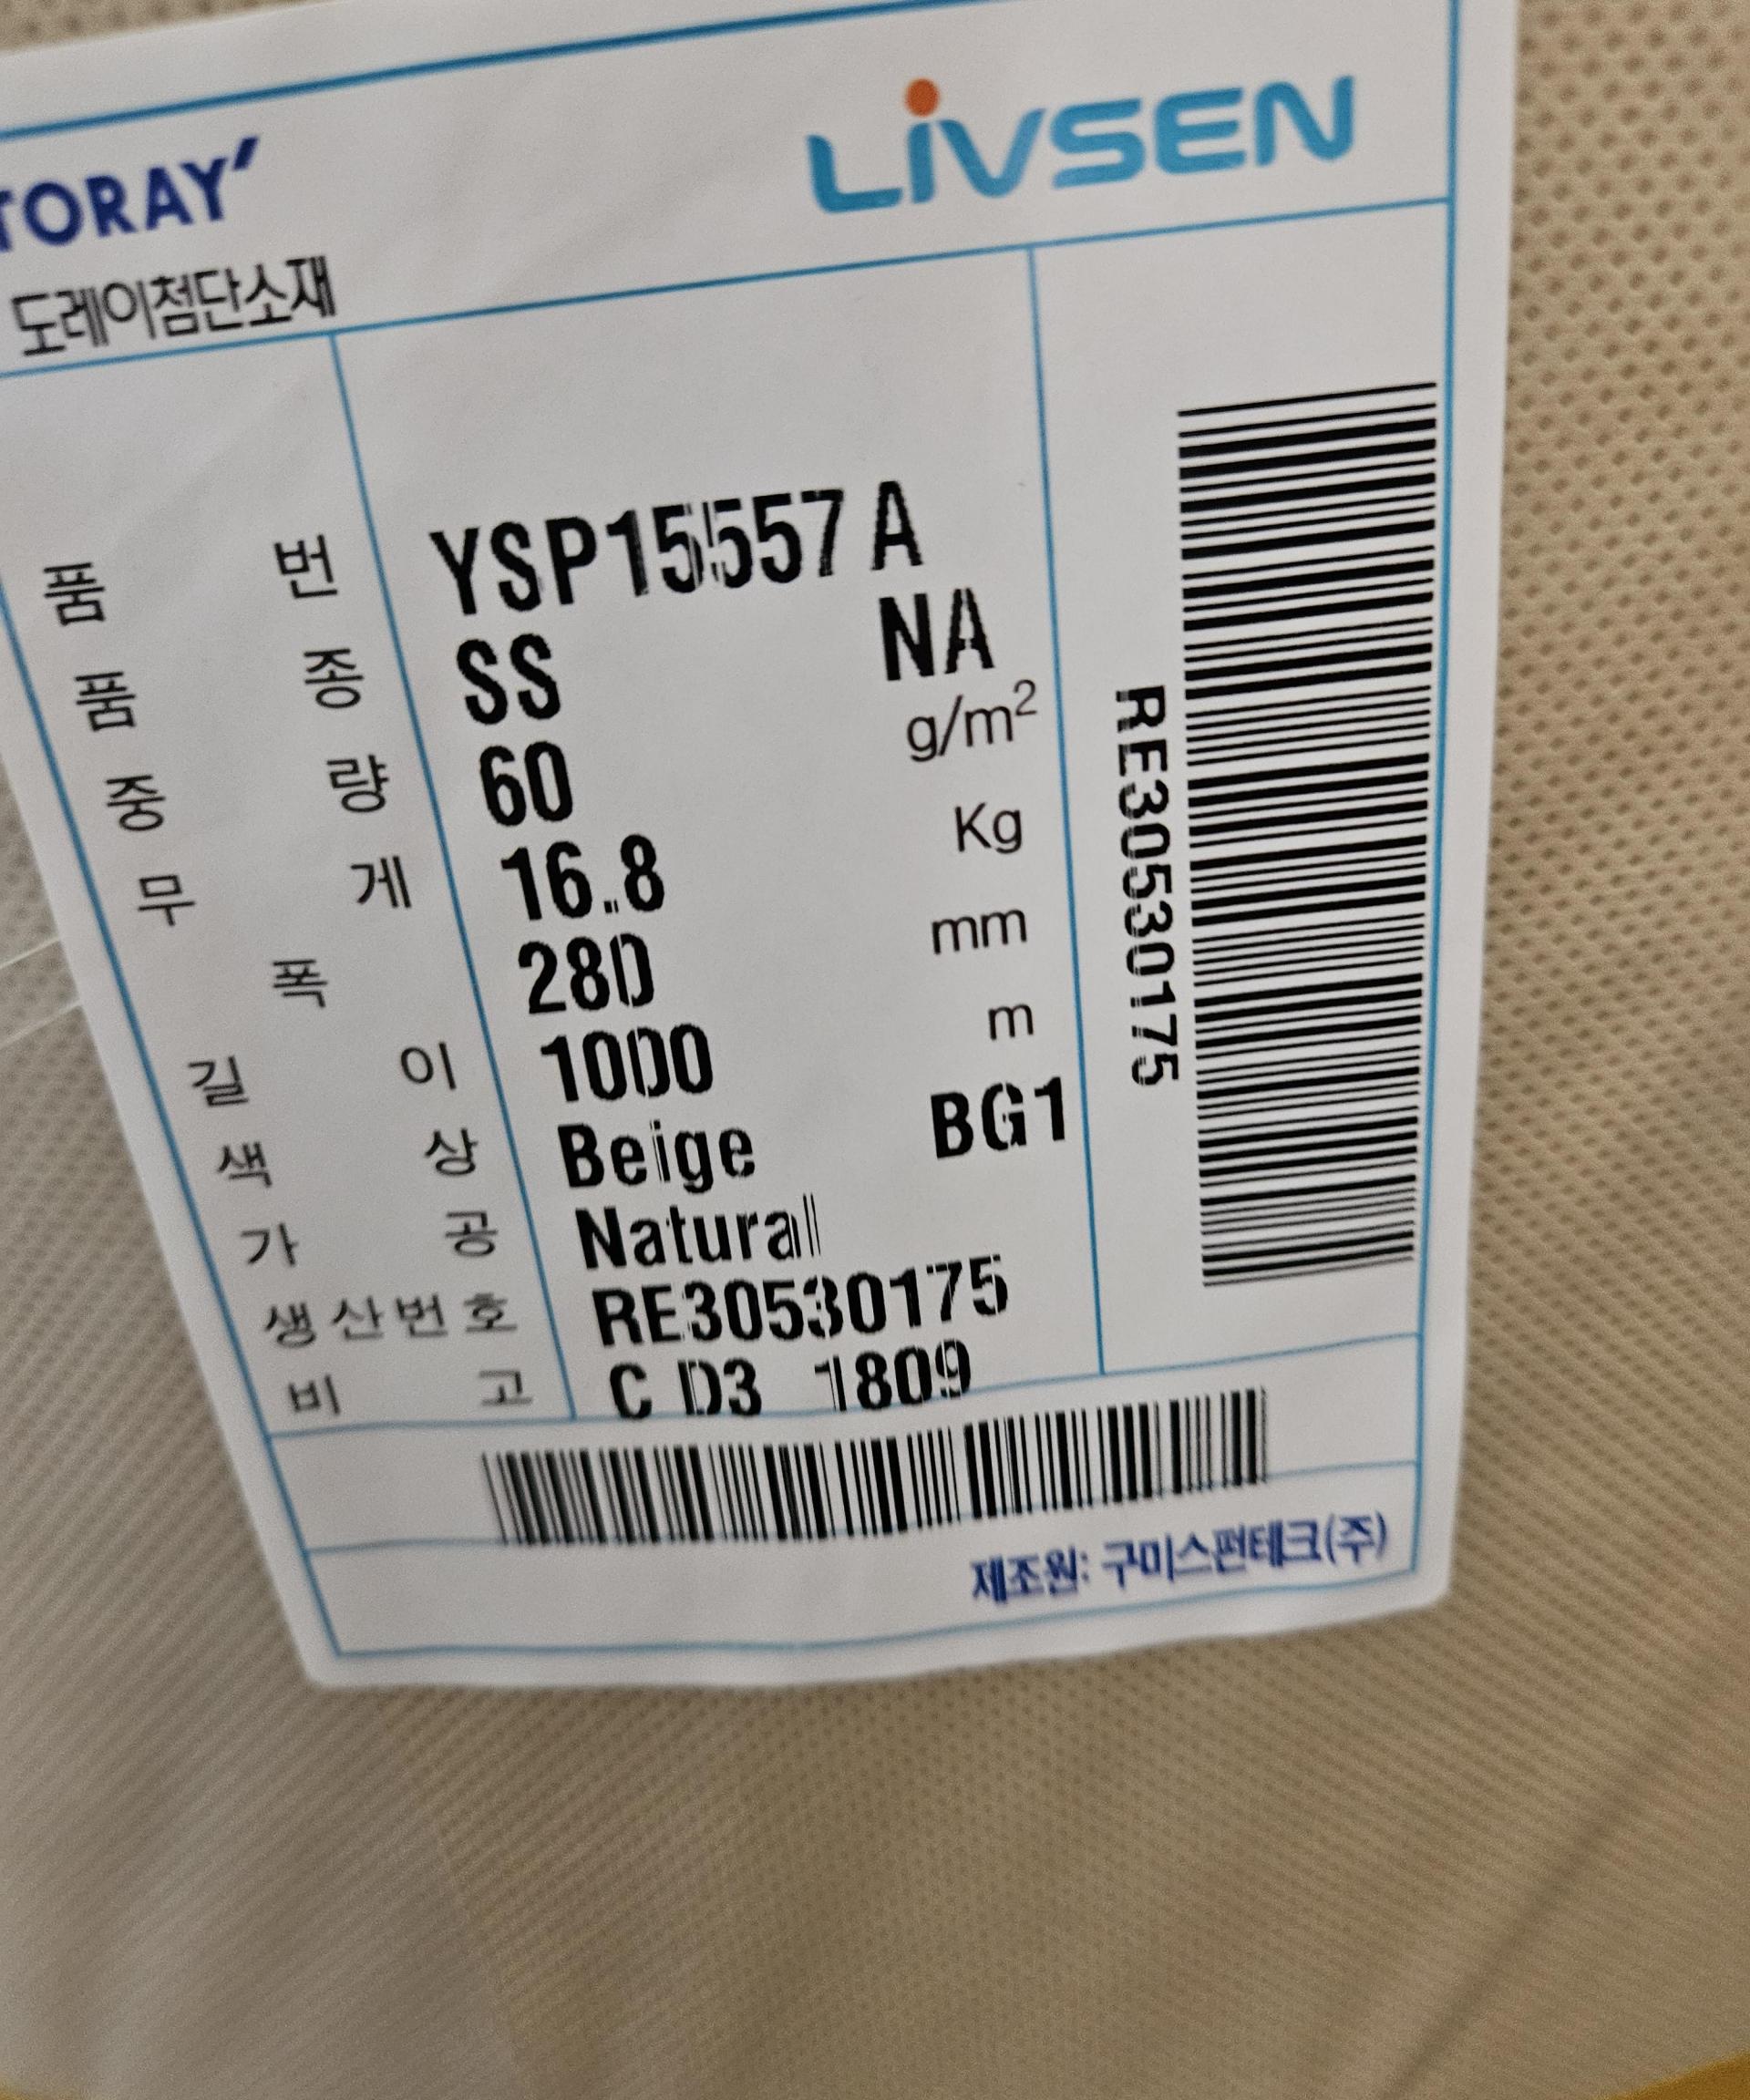 TORAY'
LiVSEN
도레이첨단소재
품 번 YSP15557 A
품 종 SS NA
중 량 60 g/m²
무 게 16.8 Kg
폭 280 mm
길 이 1000 m
색 상 Beige BG1
가 공 Natural
생산번호 RE30530175
비 고 C D3 1809
RE30530175
제조원: 구미스펀테크(주)